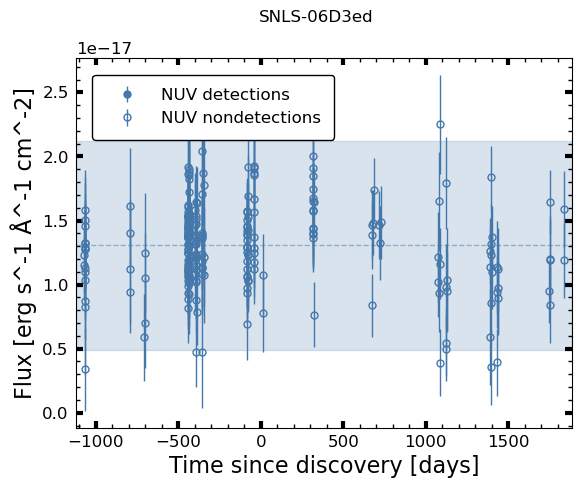 SNLS-06D3ed
1e−17
NUV detections
NUV nondetections
Flux [erg s^-1 Å^-1 cm^-2]
2.5
2.0
1.5
1.0
0.5
0.0
−1000 −500 0 500 1000 1500
Time since discovery [days]